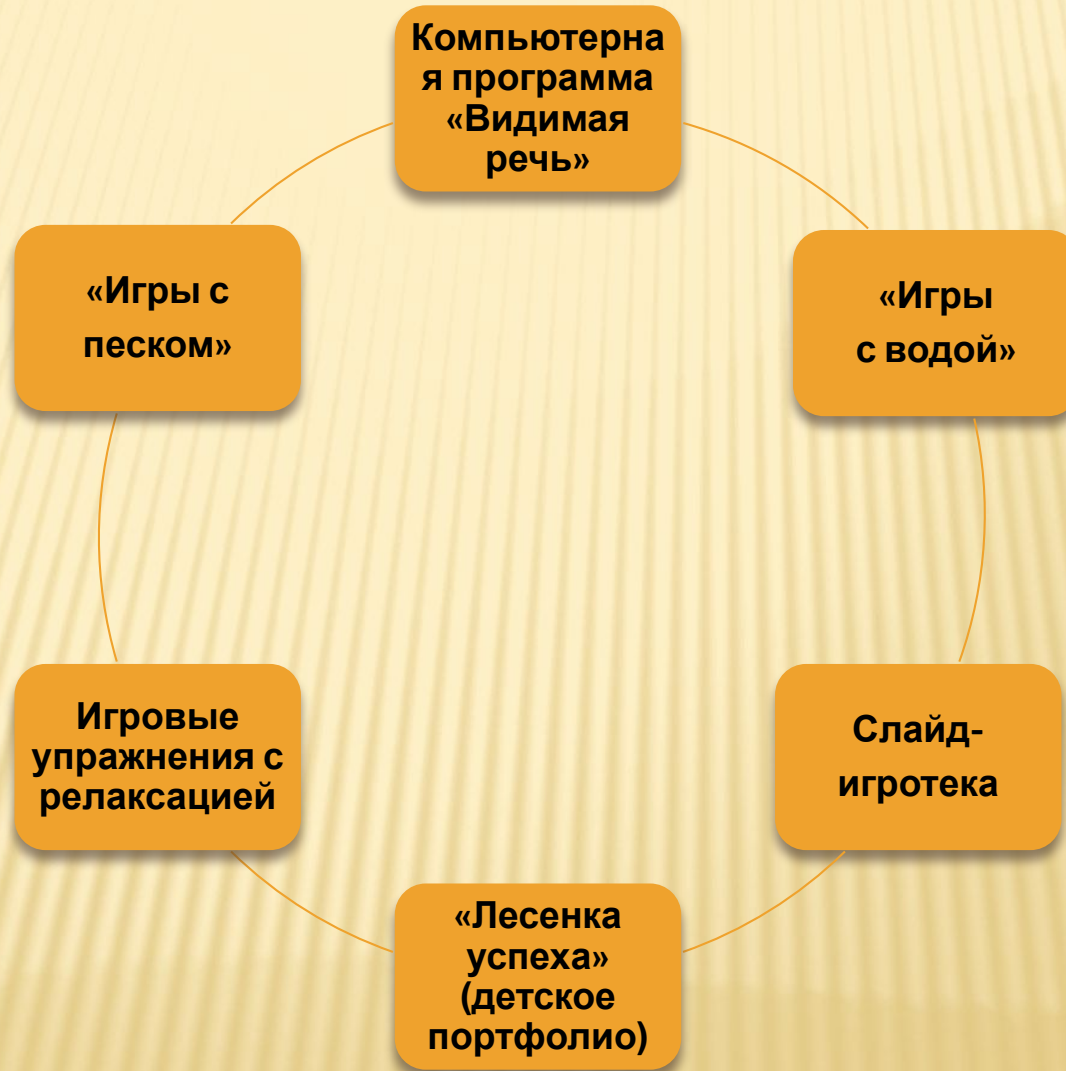 Компьютерна
я программа
«Видимая
речь»
«Игры с
песком»
«Игры
с водой»
Игровые
упражнения с
релаксацией
Слайд-
игротека
«Лесенка
успеха»
(детское
портфолио)